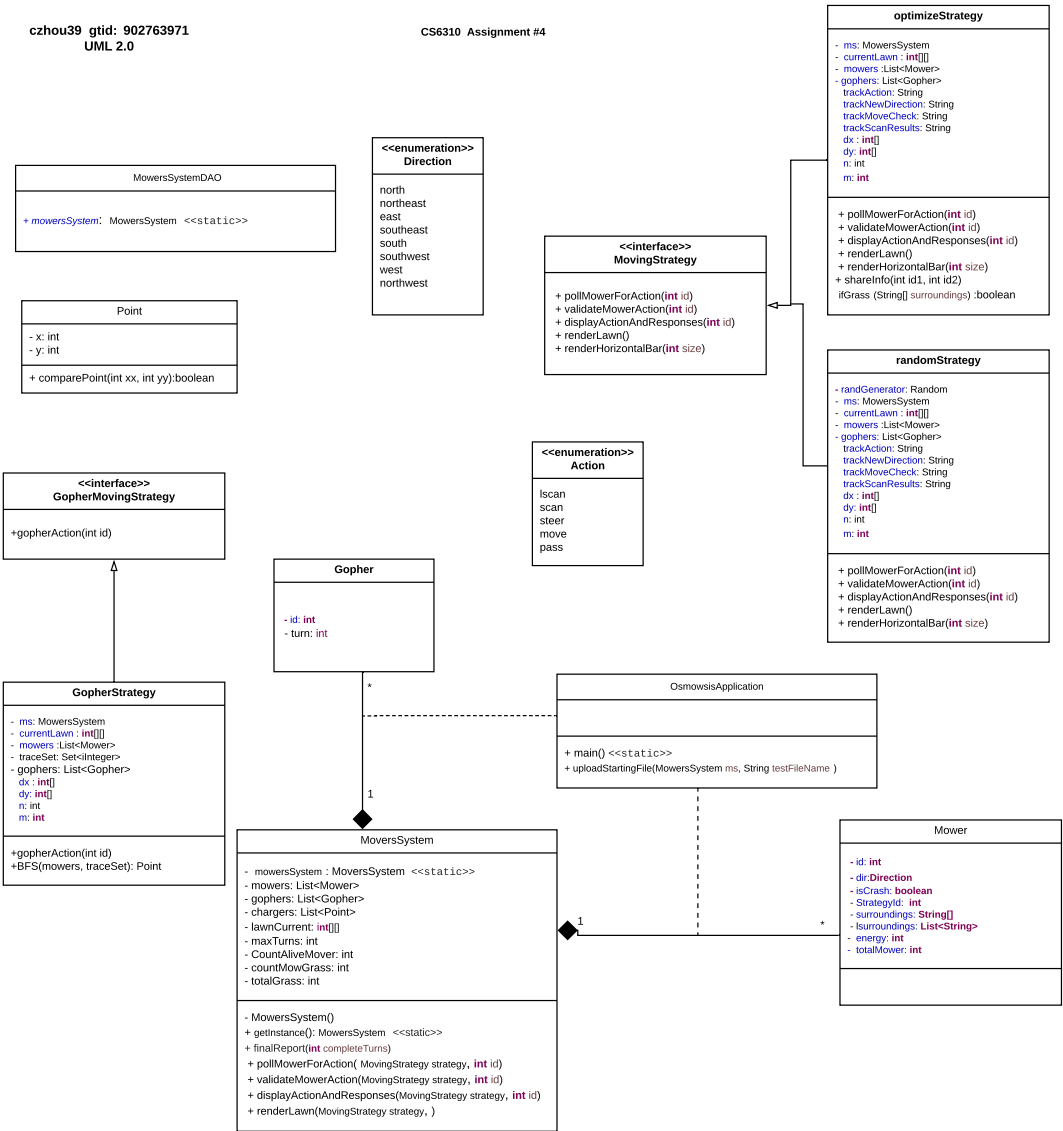 czhou39 gtid: 902763971
UML 2.0
CS6310 Assignment #4
optimizeStrategy
- ms: MowersSystem
- currentLawn : int[][]
- mowers :List<Mower>
- gophers: List<Gopher>
trackAction: String
trackNewDirection: String
trackMoveCheck: String
trackScanResults: String
dx : int[]
dy: int[]
n: int
m: int
+ pollMowerForAction(int id)
+ validateMowerAction(int id)
+ displayActionAndResponses(int id)
+ renderLawn()
+ renderHorizontalBar(int size)
+ shareInfo(int id1, int id2)
ifGrass (String[] surroundings) :boolean
<<enumeration>>
Direction
north
northeast
east
southeast
south
southwest
west
northwest
MowersSystemDAO
+ mowersSystem: MowersSystem <<static>>
<<interface>>
MovingStrategy
+ pollMowerForAction(int id)
+ validateMowerAction(int id)
+ displayActionAndResponses(int id)
+ renderLawn()
+ renderHorizontalBar(int size)
Point
- x: int
- y: int
+ comparePoint(int xx, int yy):boolean
randomStrategy
- randGenerator: Random
- ms: MowersSystem
- currentLawn : int[][]
- mowers :List<Mower>
- gophers: List<Gopher>
trackAction: String
trackNewDirection: String
trackMoveCheck: String
trackScanResults: String
dx : int[]
dy: int[]
n: int
m: int
+ pollMowerForAction(int id)
+ validateMowerAction(int id)
+ displayActionAndResponses(int id)
+ renderLawn()
+ renderHorizontalBar(int size)
<<enumeration>>
Action
lscan
scan
steer
move
pass
<<interface>>
GopherMovingStrategy
+gopherAction(int id)
Gopher
- id: int
- turn: int
*
1
OsmowsisApplication
+ main() <<static>>
+ uploadStartingFile(MowersSystem ms, String testFileName )
GopherStrategy
- ms: MowersSystem
- currentLawn : int[][]
- mowers :List<Mower>
- traceSet: Set<iInteger>
- gophers: List<Gopher>
dx : int[]
dy: int[]
n: int
m: int
+gopherAction(int id)
+BFS(mowers, traceSet): Point
MoversSystem
- mowersSystem : MoversSystem <<static>>
- mowers: List<Mower>
- gophers: List<Gopher>
- chargers: List<Point>
- lawnCurrent: int[][]
- maxTurns: int
- CountAliveMover: int
- countMowGrass: int
- totalGrass: int
- MowersSystem()
+ getInstance(): MowersSystem <<static>>
+ finalReport(int completeTurns)
+ pollMowerForAction( MovingStrategy strategy, int id)
+ validateMowerAction(MovingStrategy strategy, int id)
+ displayActionAndResponses(MovingStrategy strategy, int id)
+ renderLawn(MovingStrategy strategy, )
1
*
Mower
- id: int
- dir:Direction
- isCrash: boolean
- StrategyId: int
- surroundings: String[]
- lsurroundings: List<String>
- energy: int
- totalMower: int